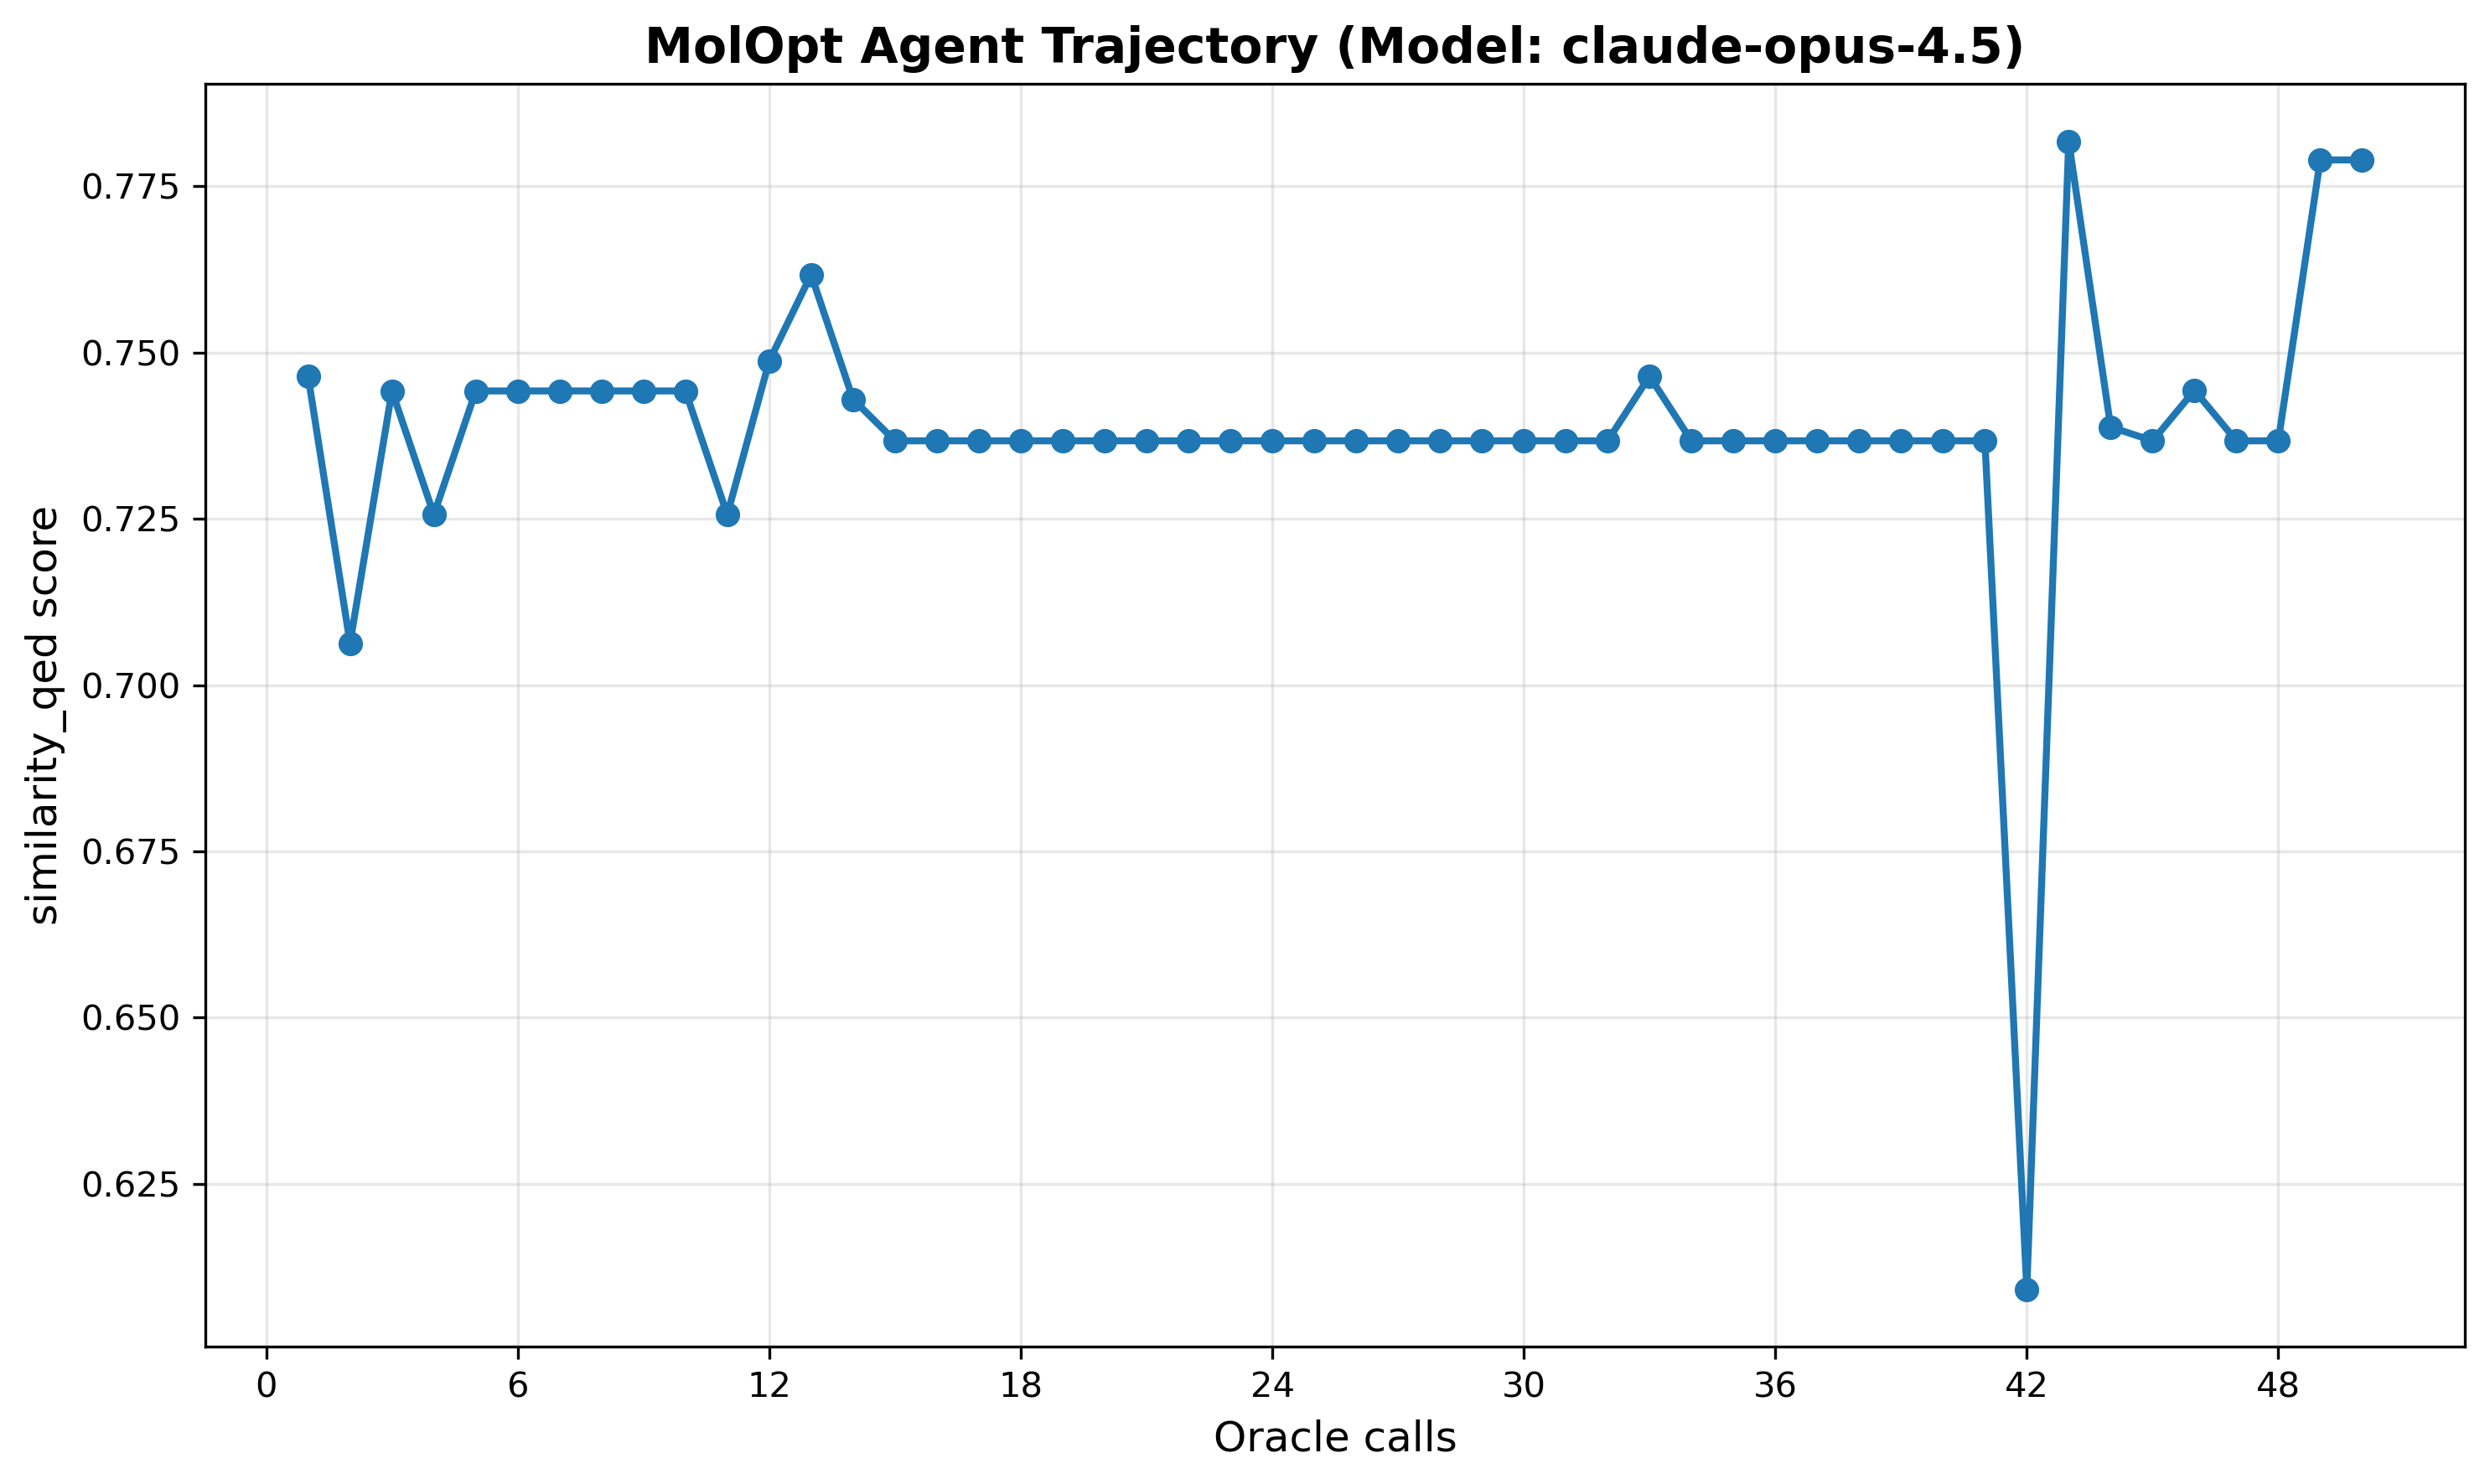 MolOpt Agent Trajectory (Model: claude-opus-4.5)
similarity_qed score
0.775
0.750
0.725
0.700
0.675
0.650
0.625
0 6 12 18 24 30 36 42 48
Oracle calls